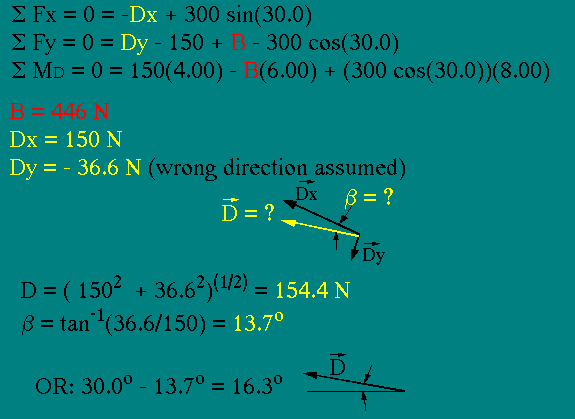 Σ Fx = 0 = -Dx + 300 sin(30.0)
Σ Fy = 0 = Dy - 150 + B - 300 cos(30.0)
Σ MD = 0 = 150(4.00) - B(6.00) + (300 cos(30.0))(8.00)
B = 446 N
Dx = 150 N
Dy = - 36.6 N (wrong direction assumed)
Dx
β = ?
D = ?
Dy
D = ( 150² + 36.6²)^(1/2) = 154.4 N
β = tan⁻¹(36.6/150) = 13.7°
D
OR: 30.0° - 13.7° = 16.3°